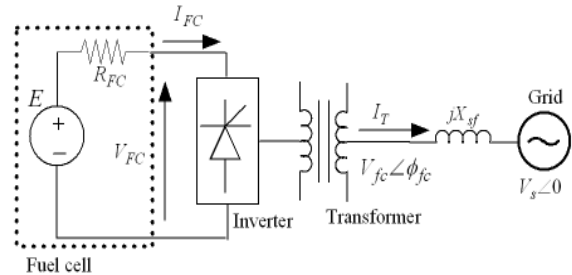 I_FC
R_FC
E
+
−
V_FC
Inverter
Transformer
I_T
V_fc∠ϕ_fc
jX_sf
Grid
V_s∠0
Fuel cell